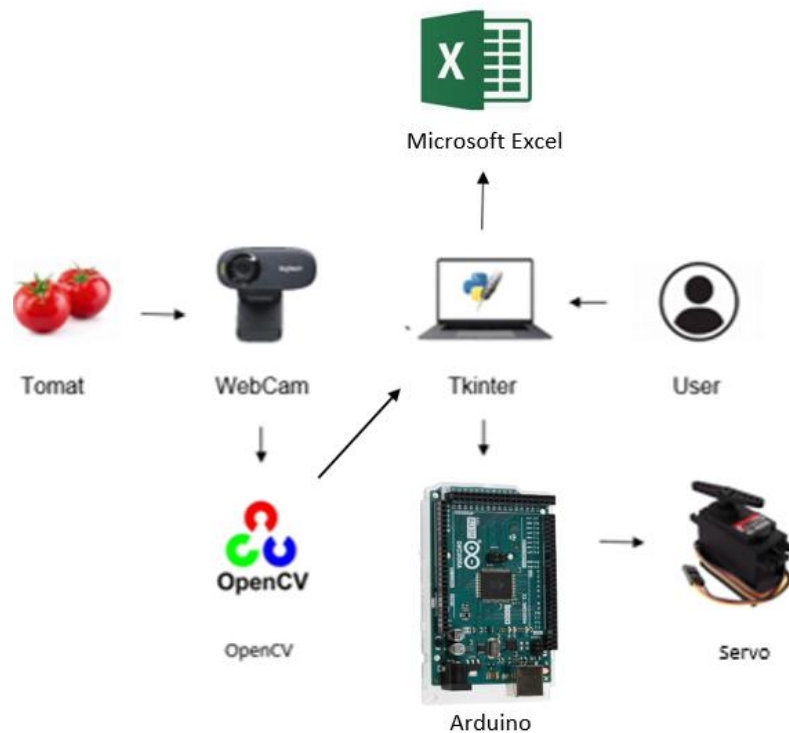 X
Microsoft Excel
Tomat
WebCam
Tkinter
User
OpenCV
OpenCV
Arduino
Servo